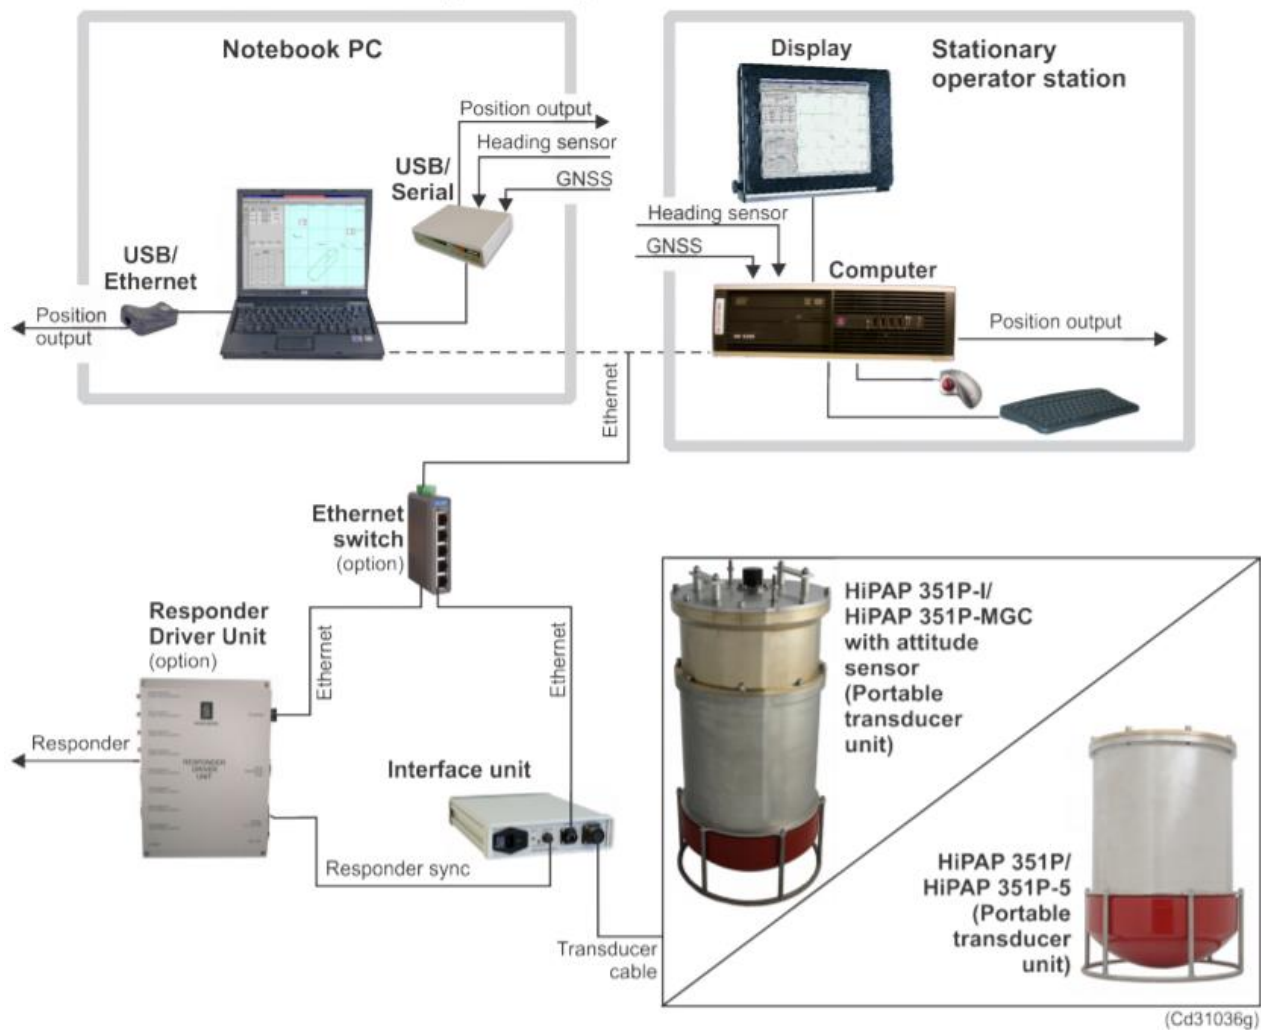 Notebook PC
Position output
Heading sensor
USB/
Serial
GNSS
USB/
Ethernet
Position
output
Display
Stationary
operator station
Heading sensor
GNSS
Computer
Position output
Ethernet
Ethernet
switch
(option)
Responder
Driver Unit
(option)
Ethernet
Ethernet
Responder
RESPONDER
DRIVER
UNIT
Interface unit
Responder sync
Transducer
cable
HiPAP 351P-I/
HiPAP 351P-MGC
with attitude
sensor
(Portable
transducer
unit)
HiPAP 351P/
HiPAP 351P-5
(Portable
transducer
unit)
(Cd31036g)